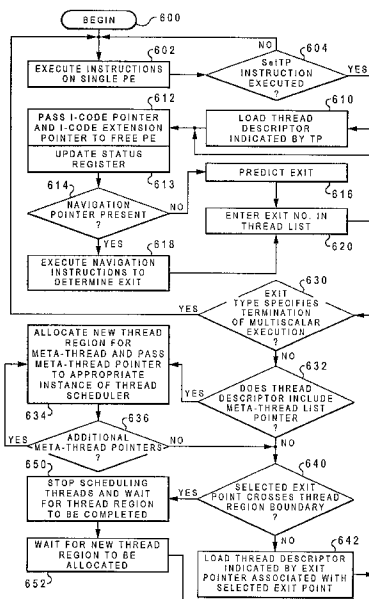 BEGIN
600
602
EXECUTE INSTRUCTIONS
ON SINGLE PE
NO
604
SetTP
INSTRUCTION
EXECUTED
?
YES
612
PASS I-CODE POINTER
AND I-CODE EXTENSION
POINTER TO FREE PE
UPDATE STATUS
REGISTER
613
610
LOAD THREAD
DESCRIPTOR
INDICATED BY TP
614
NAVIGATION
POINTER PRESENT
?
NO
YES
PREDICT EXIT
616
618
EXECUTE NAVIGATION
INSTRUCTIONS TO
DETERMINE EXIT
ENTER EXIT NO. IN
THREAD LIST
620
630
EXIT
TYPE SPECIFIES
TERMINATION
OF MULTISCALAR
EXECUTION
?
YES
NO
ALLOCATE NEW THREAD
REGION FOR
META-THREAD AND PASS
META-THREAD POINTER
TO APPROPRIATE
INSTANCE OF THREAD
SCHEDULER
634
632
DOES THREAD
DESCRIPTOR INCLUDE
META-THREAD LIST
POINTER
?
YES
NO
636
ADDITIONAL
META-THREAD POINTERS
?
YES
NO
650
STOP SCHEDULING
THREADS AND WAIT
FOR THREAD REGION
TO BE COMPLETED
640
SELECTED EXIT
POINT CROSSES THREAD
REGION BOUNDARY
?
YES
NO
WAIT FOR NEW THREAD
REGION TO BE
ALLOCATED
652
642
LOAD THREAD DESCRIPTOR
INDICATED BY EXIT
POINTER ASSOCIATED WITH
SELECTED EXIT POINT